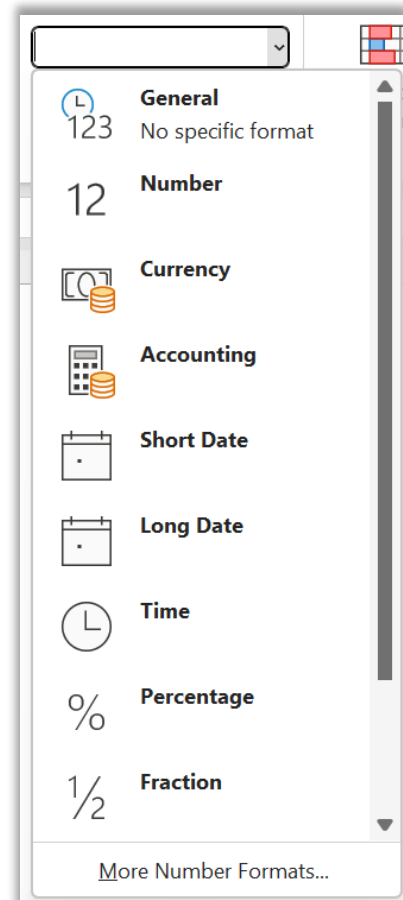 General
123
No specific format
Number
12
Currency
Accounting
Short Date
Long Date
Time
Percentage
%
Fraction
1/2
More Number Formats...